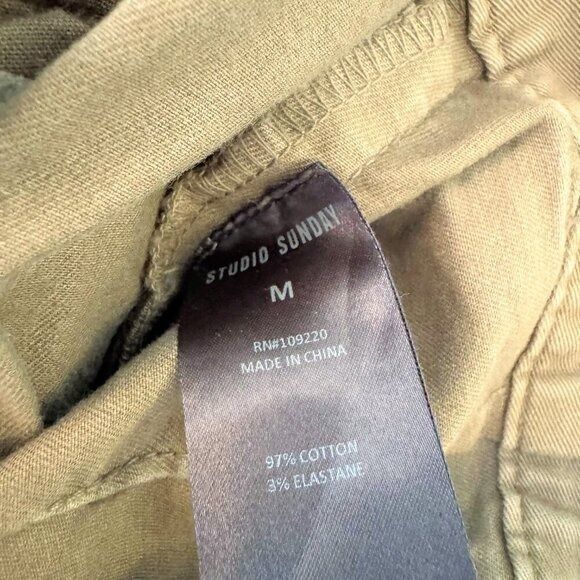 STUDIO SUNDAY
M
RN#109220
MADE IN CHINA
97% COTTON
3% ELASTANE